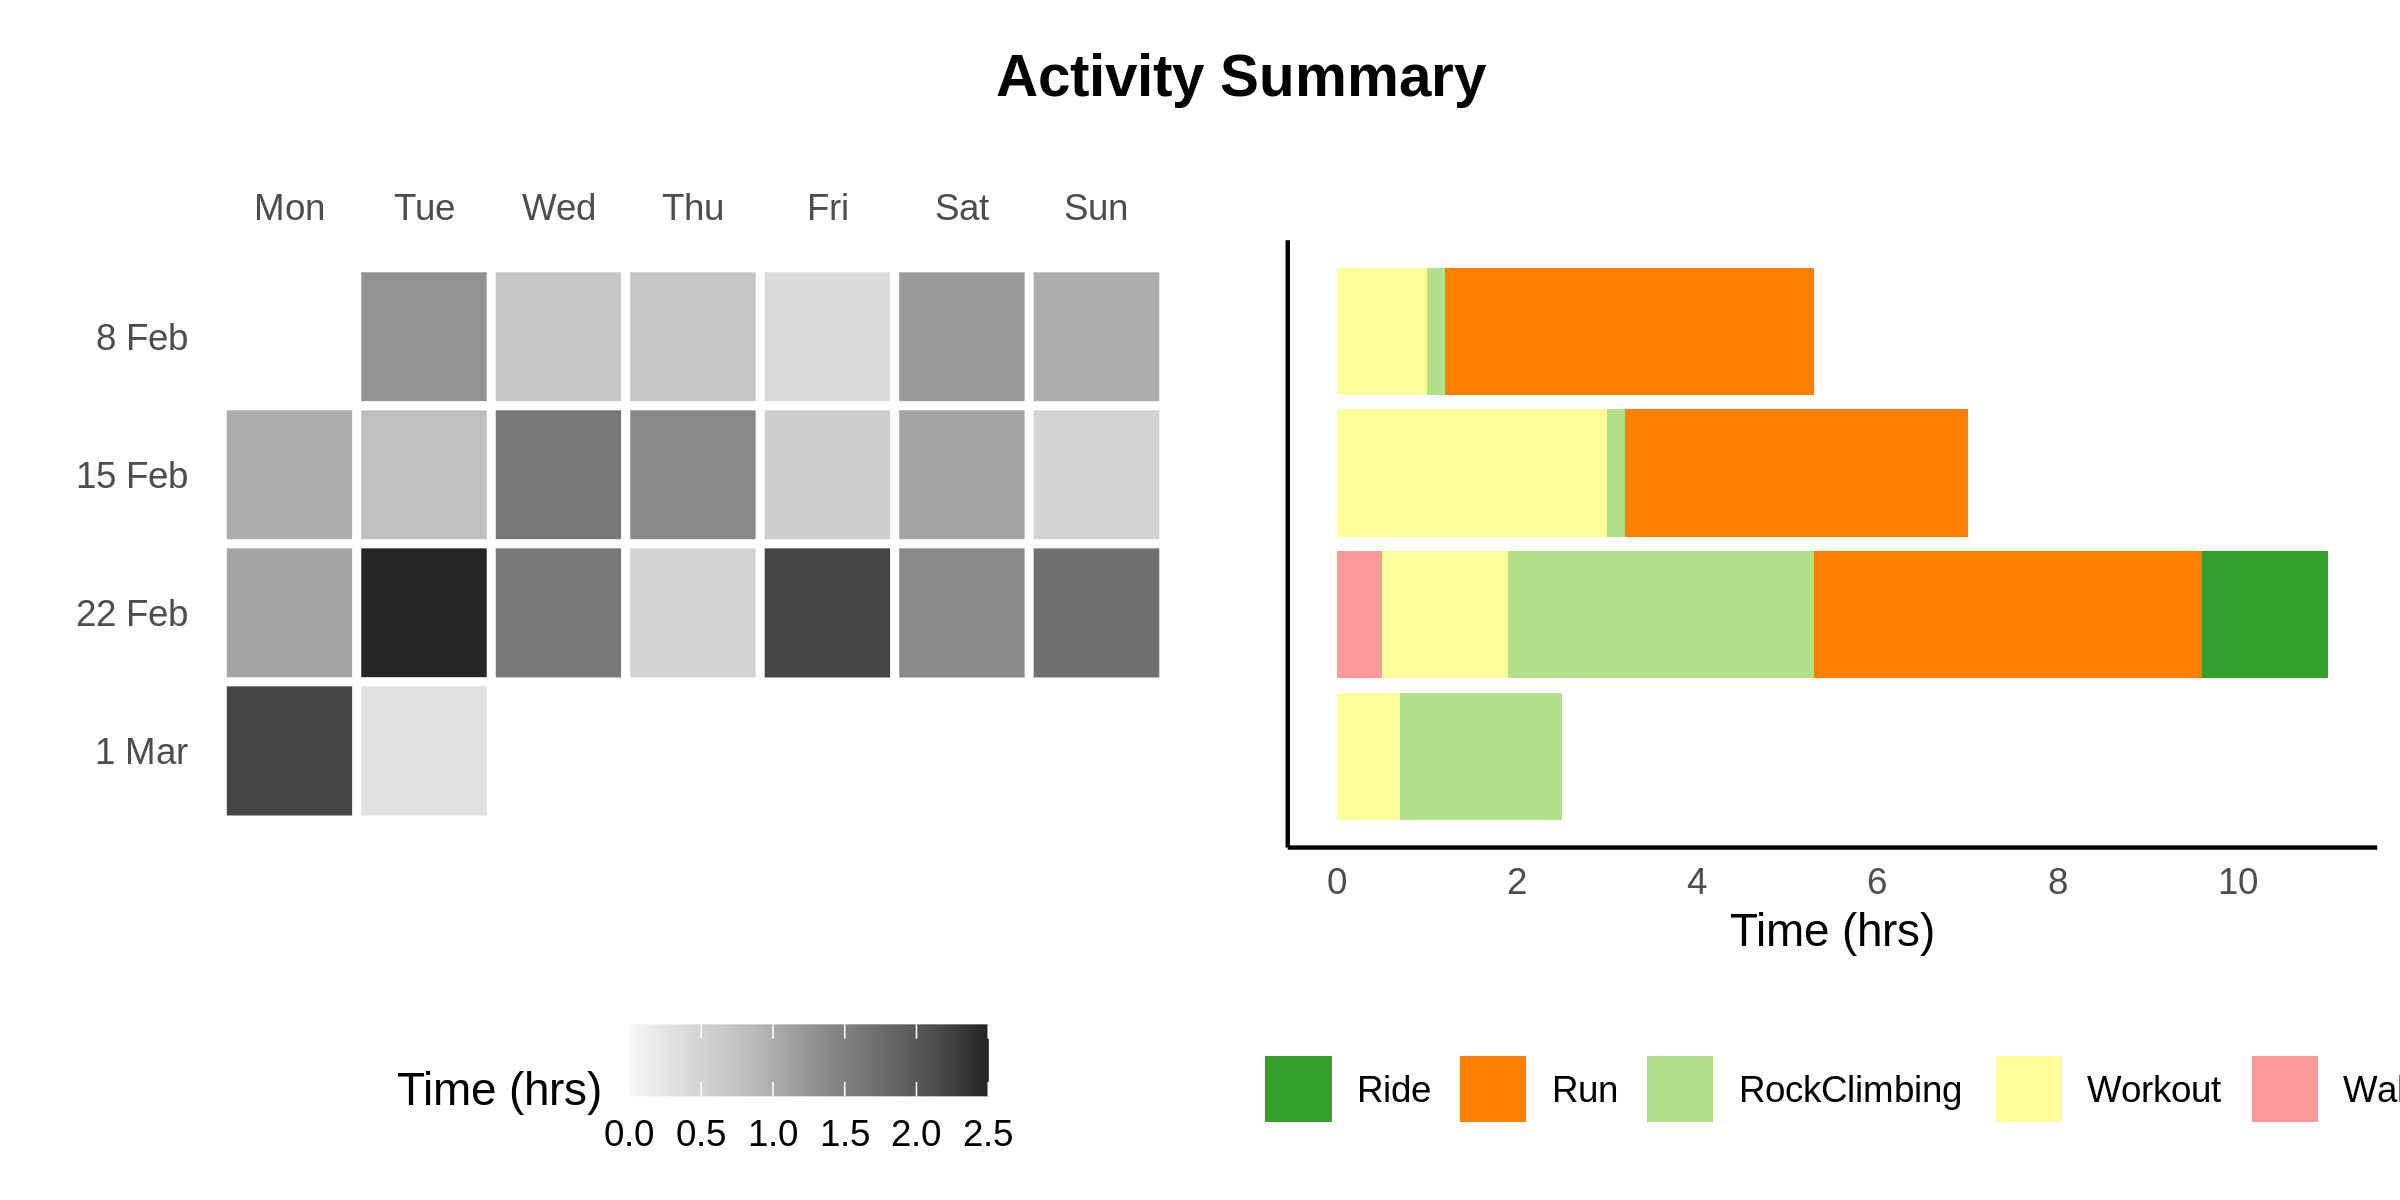 Activity Summary
Mon Tue Wed Thu Fri Sat Sun
8 Feb
15 Feb
22 Feb
1 Mar
0 2 4 6 8 10
Time (hrs)
Time (hrs)
0.0 0.5 1.0 1.5 2.0 2.5
Ride Run RockClimbing Workout